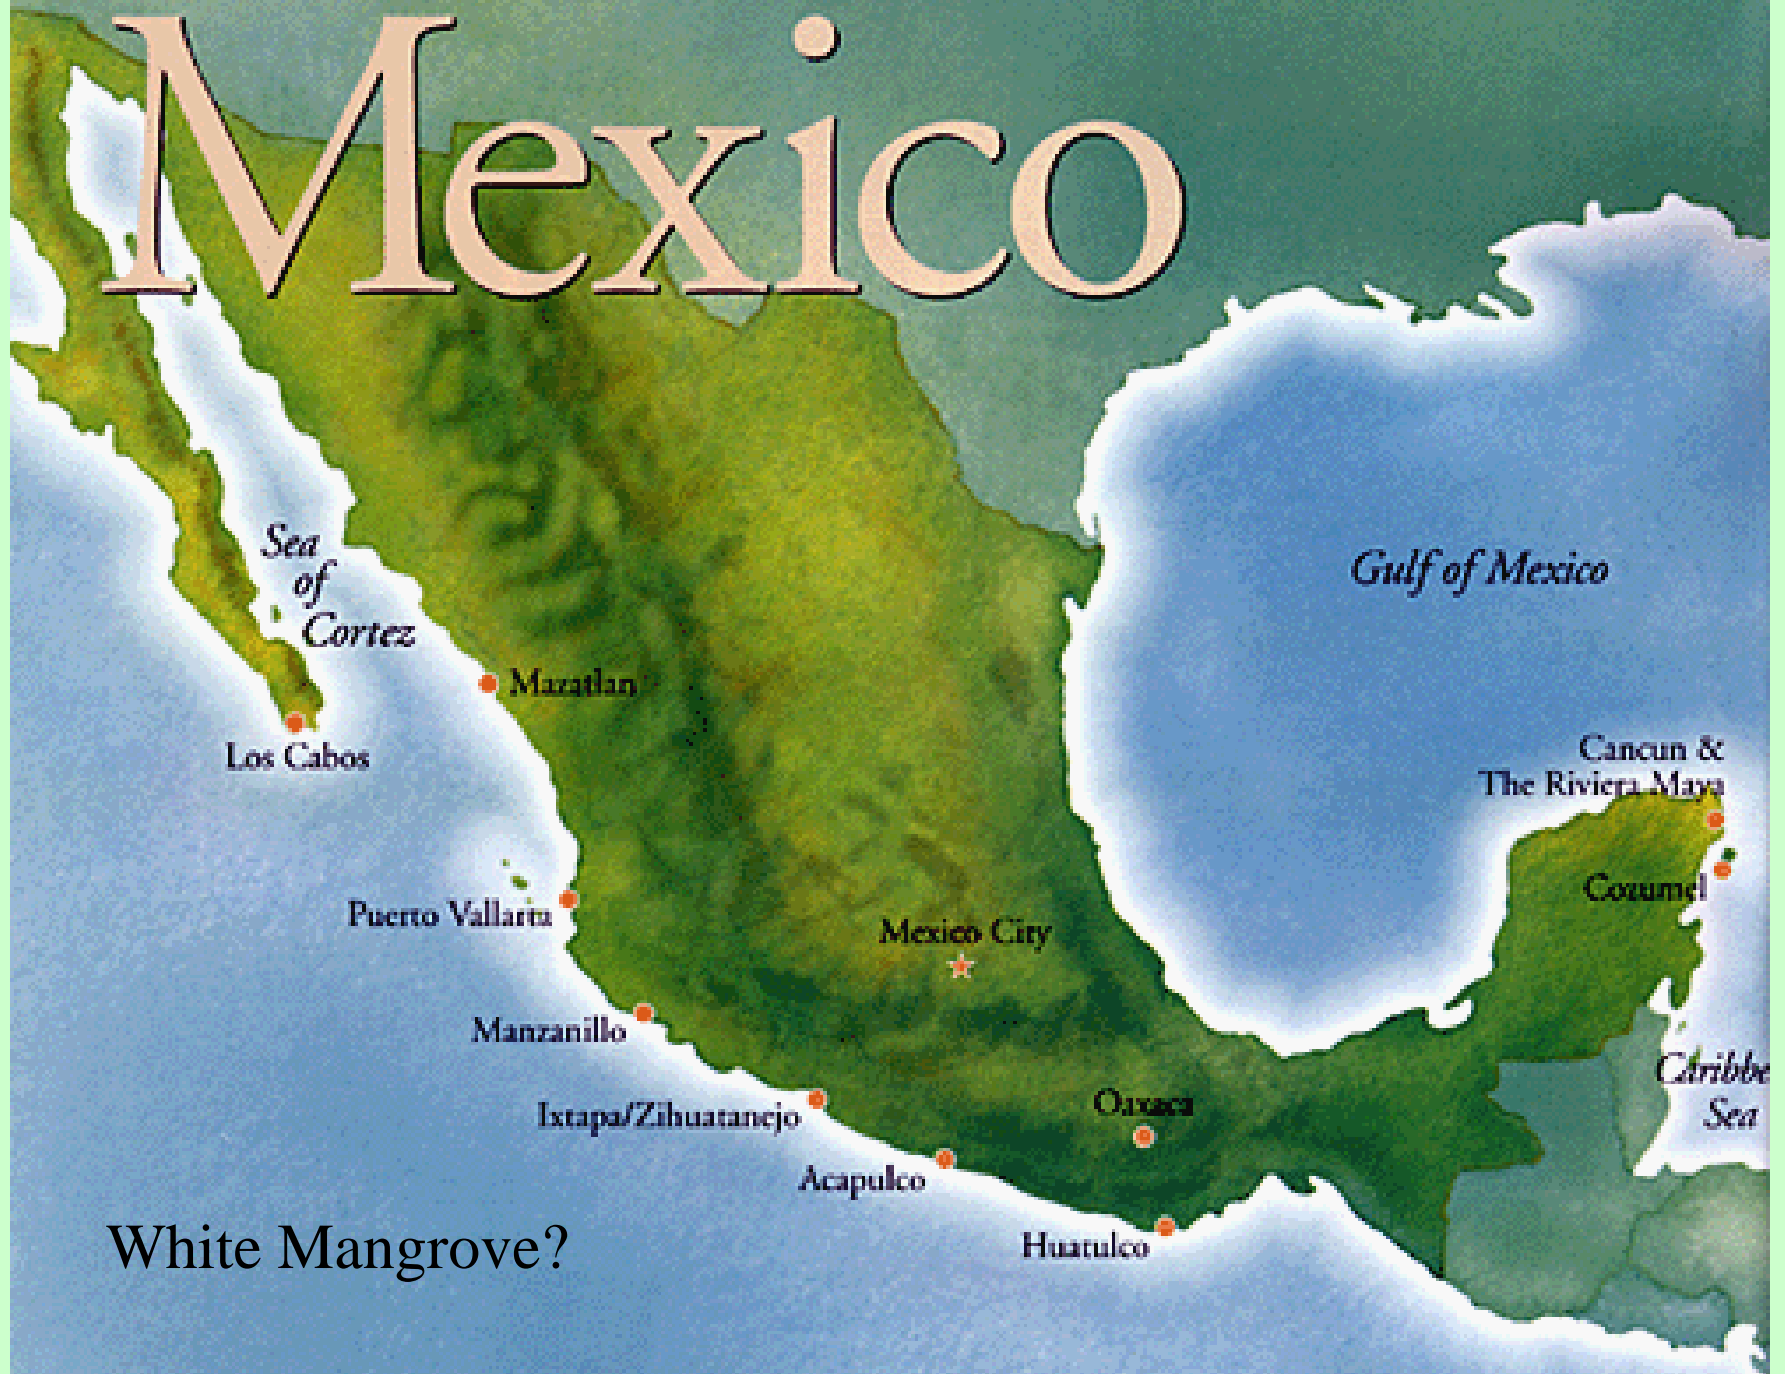 Mexico
Sea
of
Cortez
Gulf of Mexico
Mazatlan
Los Cabos
Cancun &
The Riviera Maya
Cozumel
Puerto Vallarta
Mexico City
Manzanillo
Caribbe
Sea
Ixtapa/Zihuatanejo
Oaxaca
Acapulco
Huatulco
White Mangrove?